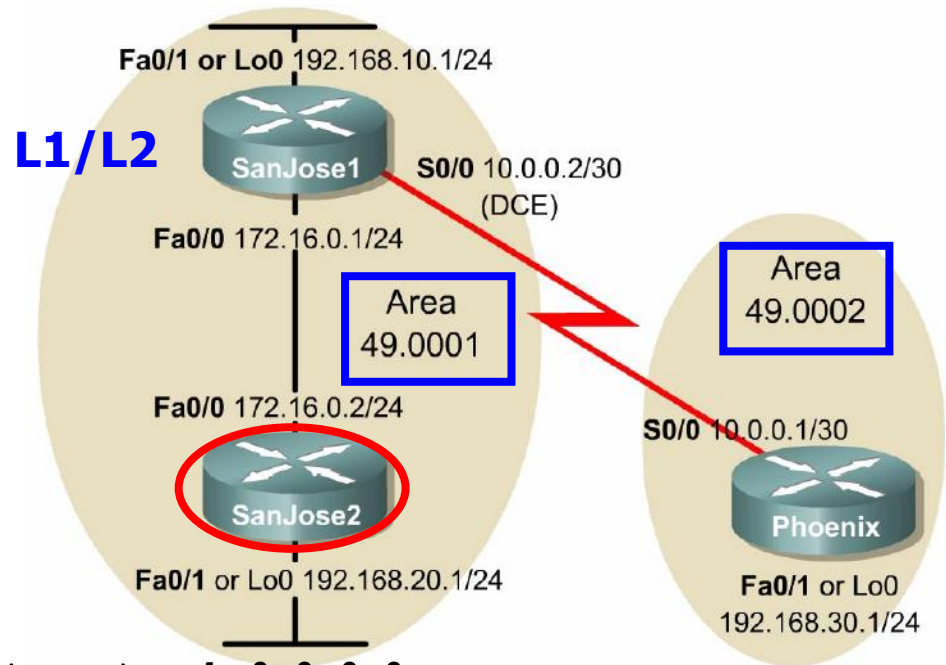 Fa0/1 or Lo0 192.168.10.1/24
L1/L2
SanJose1
S0/0 10.0.0.2/30
(DCE)
Fa0/0 172.16.0.1/24
Area
49.0001
Area
49.0002
Fa0/0 172.16.0.2/24
S0/0 10.0.0.1/30
SanJose2
Phoenix
Fa0/1 or Lo0 192.168.20.1/24
Fa0/1 or Lo0
192.168.30.1/24